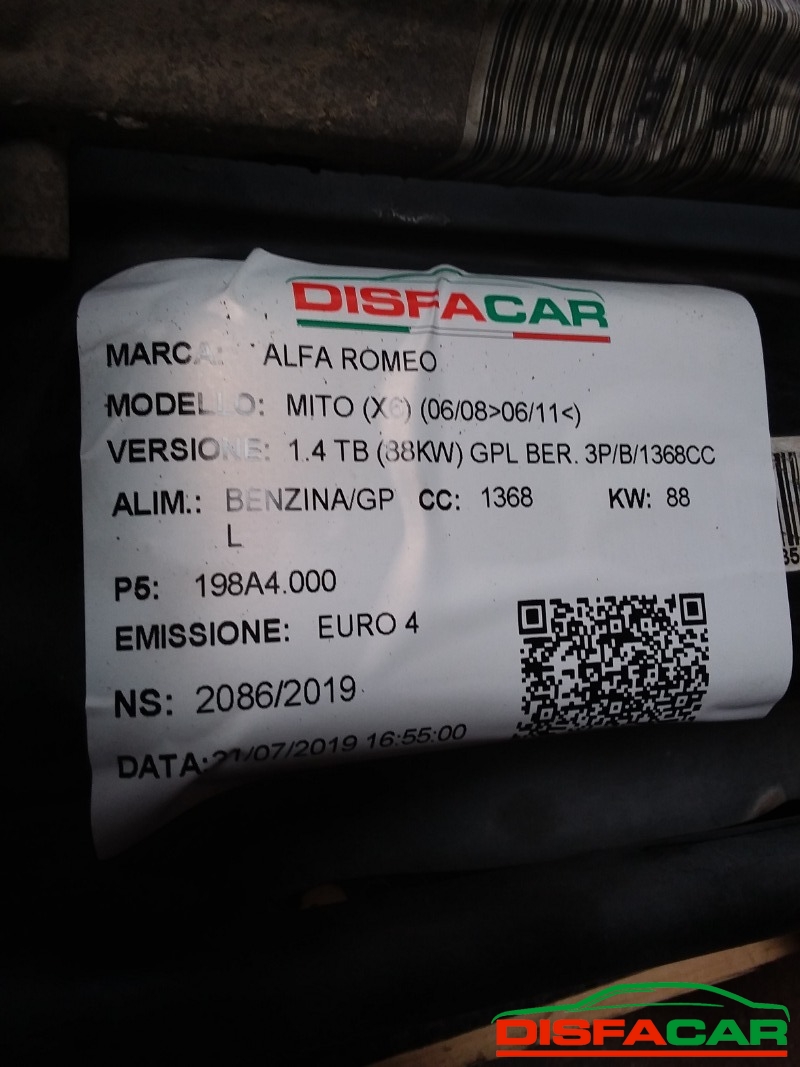 DISFACAR
MARCA: ALFA ROMEO
MODELLO: MITO (X6) (06/08>06/11<)
VERSIONE: 1.4 TB (88KW) GPL BER. 3P/B/1368CC
ALIM.: BENZINA/GP CC: 1368 KW: 88
L
P5: 198A4.000
EMISSIONE: EURO 4
NS: 2086/2019
DATA: 21/07/2019 16:55:00
DISFACAR